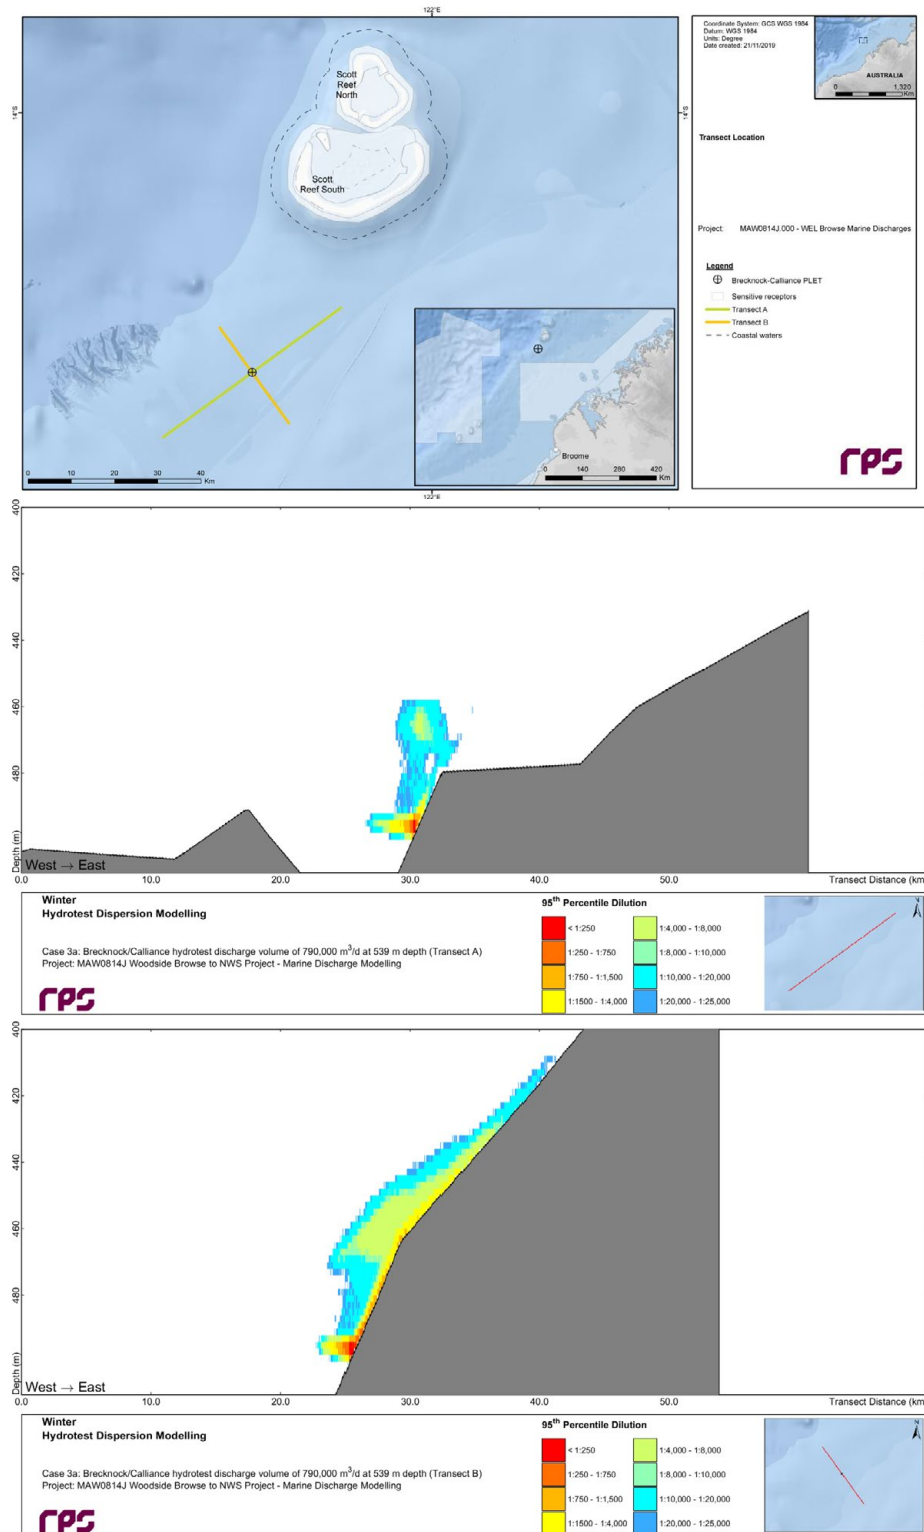 122°E
14°S
14°S
Scott
Reef
North
Scott
Reef South
Broome
0 140 280 420
Km
0 10 20 30 40
Km
122°E
Coordinate System: GCS WGS 1984
Datum: WGS 1984
Units: Degree
Date created: 21/11/2019
AUSTRALIA
0 1,320
Km
Transect Location
Project: MAW0814J.000 - WEL Browse Marine Discharges
Legend
Brecknock-Calliance PLET
Sensitive receptors
Transect A
Transect B
Coastal waters
rps
400
420
440
460
480
Depth (m)
West → East
0.0 10.0 20.0 30.0 40.0 50.0 Transect Distance (km
Winter
Hydrotest Dispersion Modelling
Case 3a: Brecknock/Calliance hydrotest discharge volume of 790,000 m³/d at 539 m depth (Transect A)
Project: MAW0814J Woodside Browse to NWS Project - Marine Discharge Modelling
rps
95th Percentile Dilution
< 1:250
1:250 - 1:750
1:750 - 1:1,500
1:1500 - 1:4,000
1:4,000 - 1:8,000
1:8,000 - 1:10,000
1:10,000 - 1:20,000
1:20,000 - 1:25,000
N
400
420
440
460
480
Depth (m)
West → East
0.0 10.0 20.0 30.0 40.0 50.0 Transect Distance (km
Winter
Hydrotest Dispersion Modelling
Case 3a: Brecknock/Calliance hydrotest discharge volume of 790,000 m³/d at 539 m depth (Transect B)
Project: MAW0814J Woodside Browse to NWS Project - Marine Discharge Modelling
rps
95th Percentile Dilution
< 1:250
1:250 - 1:750
1:750 - 1:1,500
1:1500 - 1:4,000
1:4,000 - 1:8,000
1:8,000 - 1:10,000
1:10,000 - 1:20,000
1:20,000 - 1:25,000
N